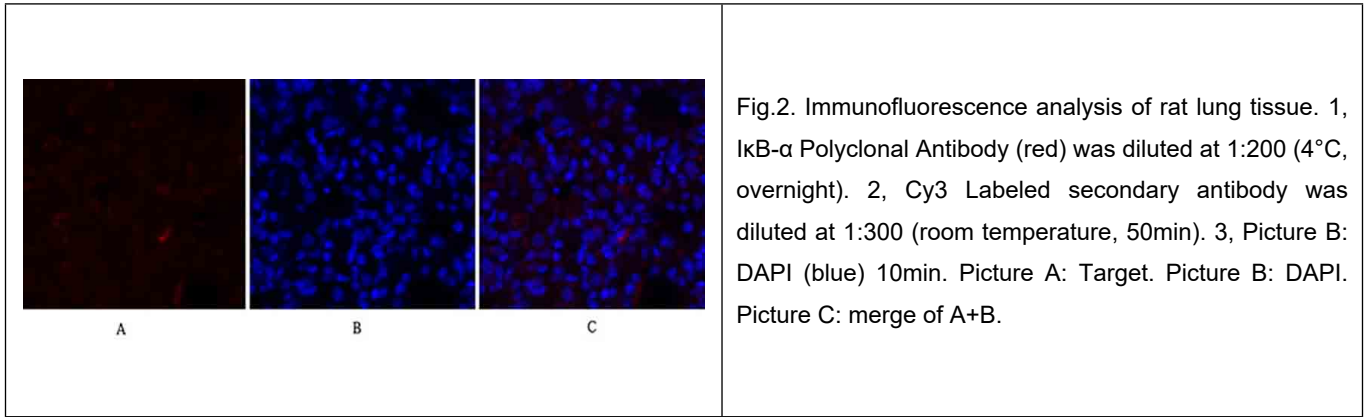 A
B
C
Fig.2. Immunofluorescence analysis of rat lung tissue. 1,
IκB-α Polyclonal Antibody (red) was diluted at 1:200 (4°C,
overnight). 2, Cy3 Labeled secondary antibody was
diluted at 1:300 (room temperature, 50min). 3, Picture B:
DAPI (blue) 10min. Picture A: Target. Picture B: DAPI.
Picture C: merge of A+B.